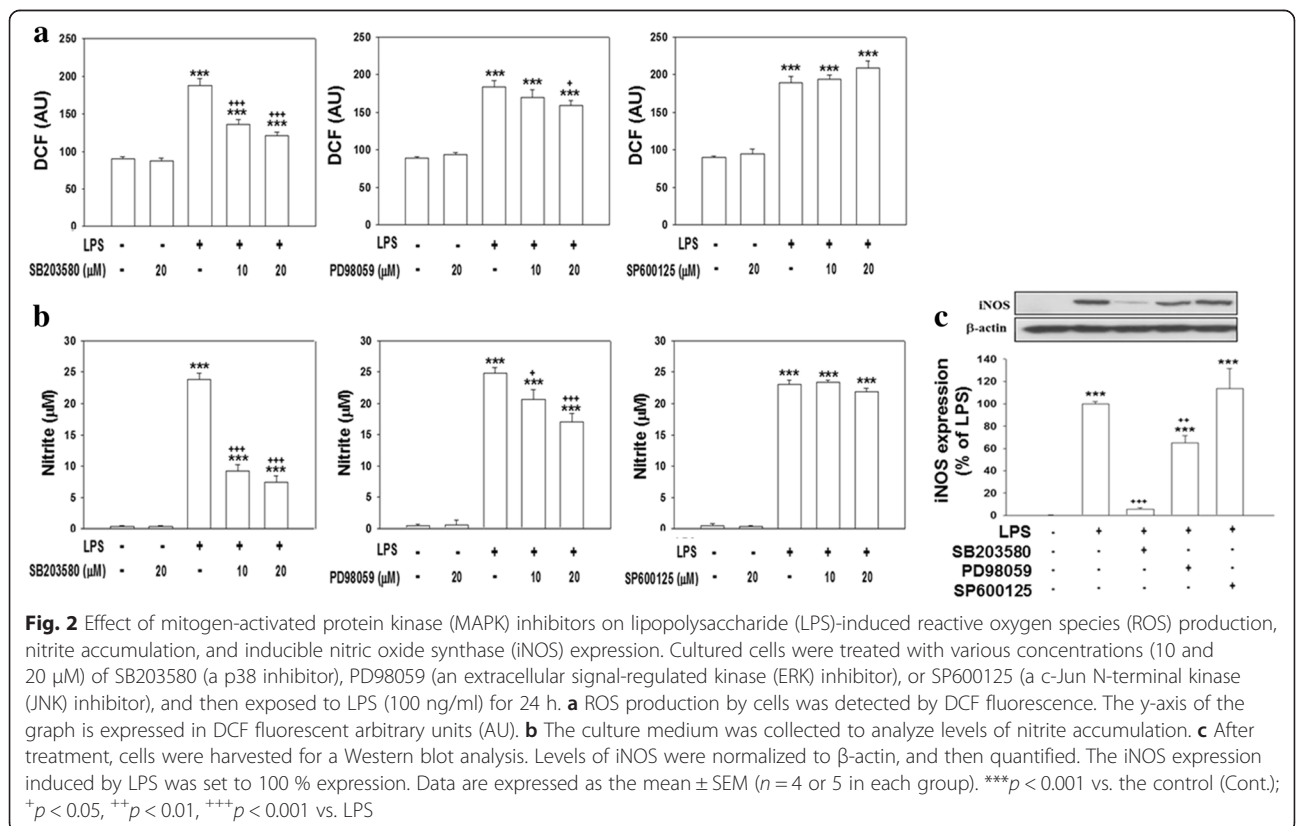 a
250
200
150
100
50
0
DCF (AU)
***
+++
***
+++
***
LPS - - + + +
SB203580 (µM) - 20 - 10 20
250
200
150
100
50
0
DCF (AU)
***
***
+
***
LPS - - + + +
PD98059 (µM) - 20 - 10 20
250
200
150
100
50
0
DCF (AU)
***
***
***
LPS - - + + +
SP600125 (µM) - 20 - 10 20
b
30
25
20
15
10
5
0
Nitrite (µM)
***
+++
***
+++
***
LPS - - + + +
SB203580 (µM) - 20 - 10 20
30
25
20
15
10
5
0
Nitrite (µM)
***
+
***
+++
***
LPS - - + + +
PD98059 (µM) - 20 - 10 20
30
25
20
15
10
5
0
Nitrite (µM)
***
***
***
LPS - - + + +
SP600125 (µM) - 20 - 10 20
c
iNOS
β-actin
140
120
100
80
60
40
20
0
iNOS expression
(% of LPS)
***
+++
++
***
***
LPS - + + + +
SB203580 - - + - -
PD98059 - - - + -
SP600125 - - - - +
Fig. 2 Effect of mitogen-activated protein kinase (MAPK) inhibitors on lipopolysaccharide (LPS)-induced reactive oxygen species (ROS) production,
nitrite accumulation, and inducible nitric oxide synthase (iNOS) expression. Cultured cells were treated with various concentrations (10 and
20 μM) of SB203580 (a p38 inhibitor), PD98059 (an extracellular signal-regulated kinase (ERK) inhibitor), or SP600125 (a c-Jun N-terminal kinase
(JNK) inhibitor), and then exposed to LPS (100 ng/ml) for 24 h. a ROS production by cells was detected by DCF fluorescence. The y-axis of the
graph is expressed in DCF fluorescent arbitrary units (AU). b The culture medium was collected to analyze levels of nitrite accumulation. c After
treatment, cells were harvested for a Western blot analysis. Levels of iNOS were normalized to β-actin, and then quantified. The iNOS expression
induced by LPS was set to 100 % expression. Data are expressed as the mean ± SEM (n = 4 or 5 in each group). ***p < 0.001 vs. the control (Cont.);
+p < 0.05, ++p < 0.01, +++p < 0.001 vs. LPS